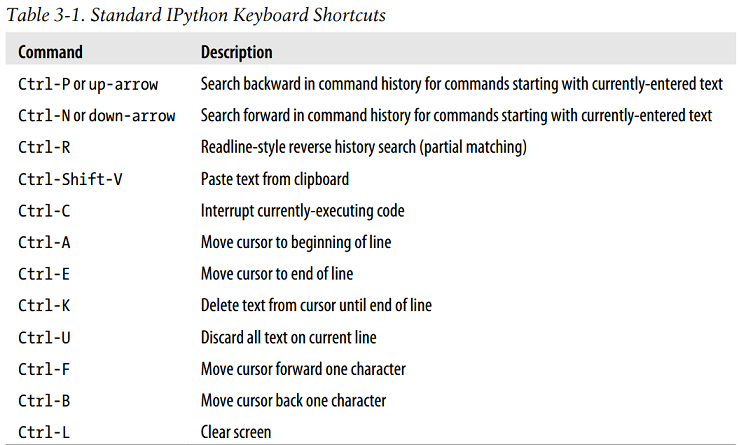 Table 3-1. Standard IPython Keyboard Shortcuts
Command Description
Ctrl-P or up-arrow Search backward in command history for commands starting with currently-entered text
Ctrl-N or down-arrow Search forward in command history for commands starting with currently-entered text
Ctrl-R Readline-style reverse history search (partial matching)
Ctrl-Shift-V Paste text from clipboard
Ctrl-C Interrupt currently-executing code
Ctrl-A Move cursor to beginning of line
Ctrl-E Move cursor to end of line
Ctrl-K Delete text from cursor until end of line
Ctrl-U Discard all text on current line
Ctrl-F Move cursor forward one character
Ctrl-B Move cursor back one character
Ctrl-L Clear screen